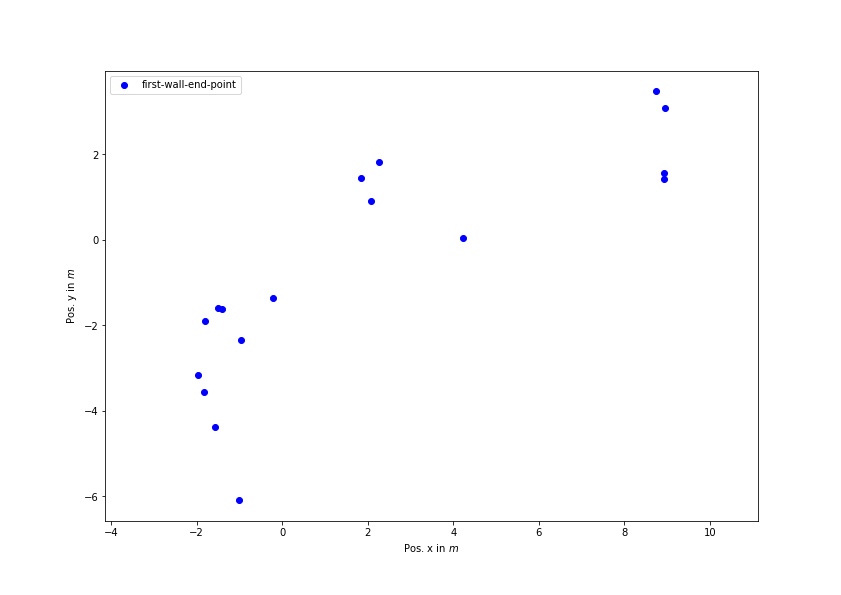 first-wall-end-point
2
0
−2
−4
−6
Pos. y in m
−4 −2 0 2 4 6 8 10
Pos. x in m